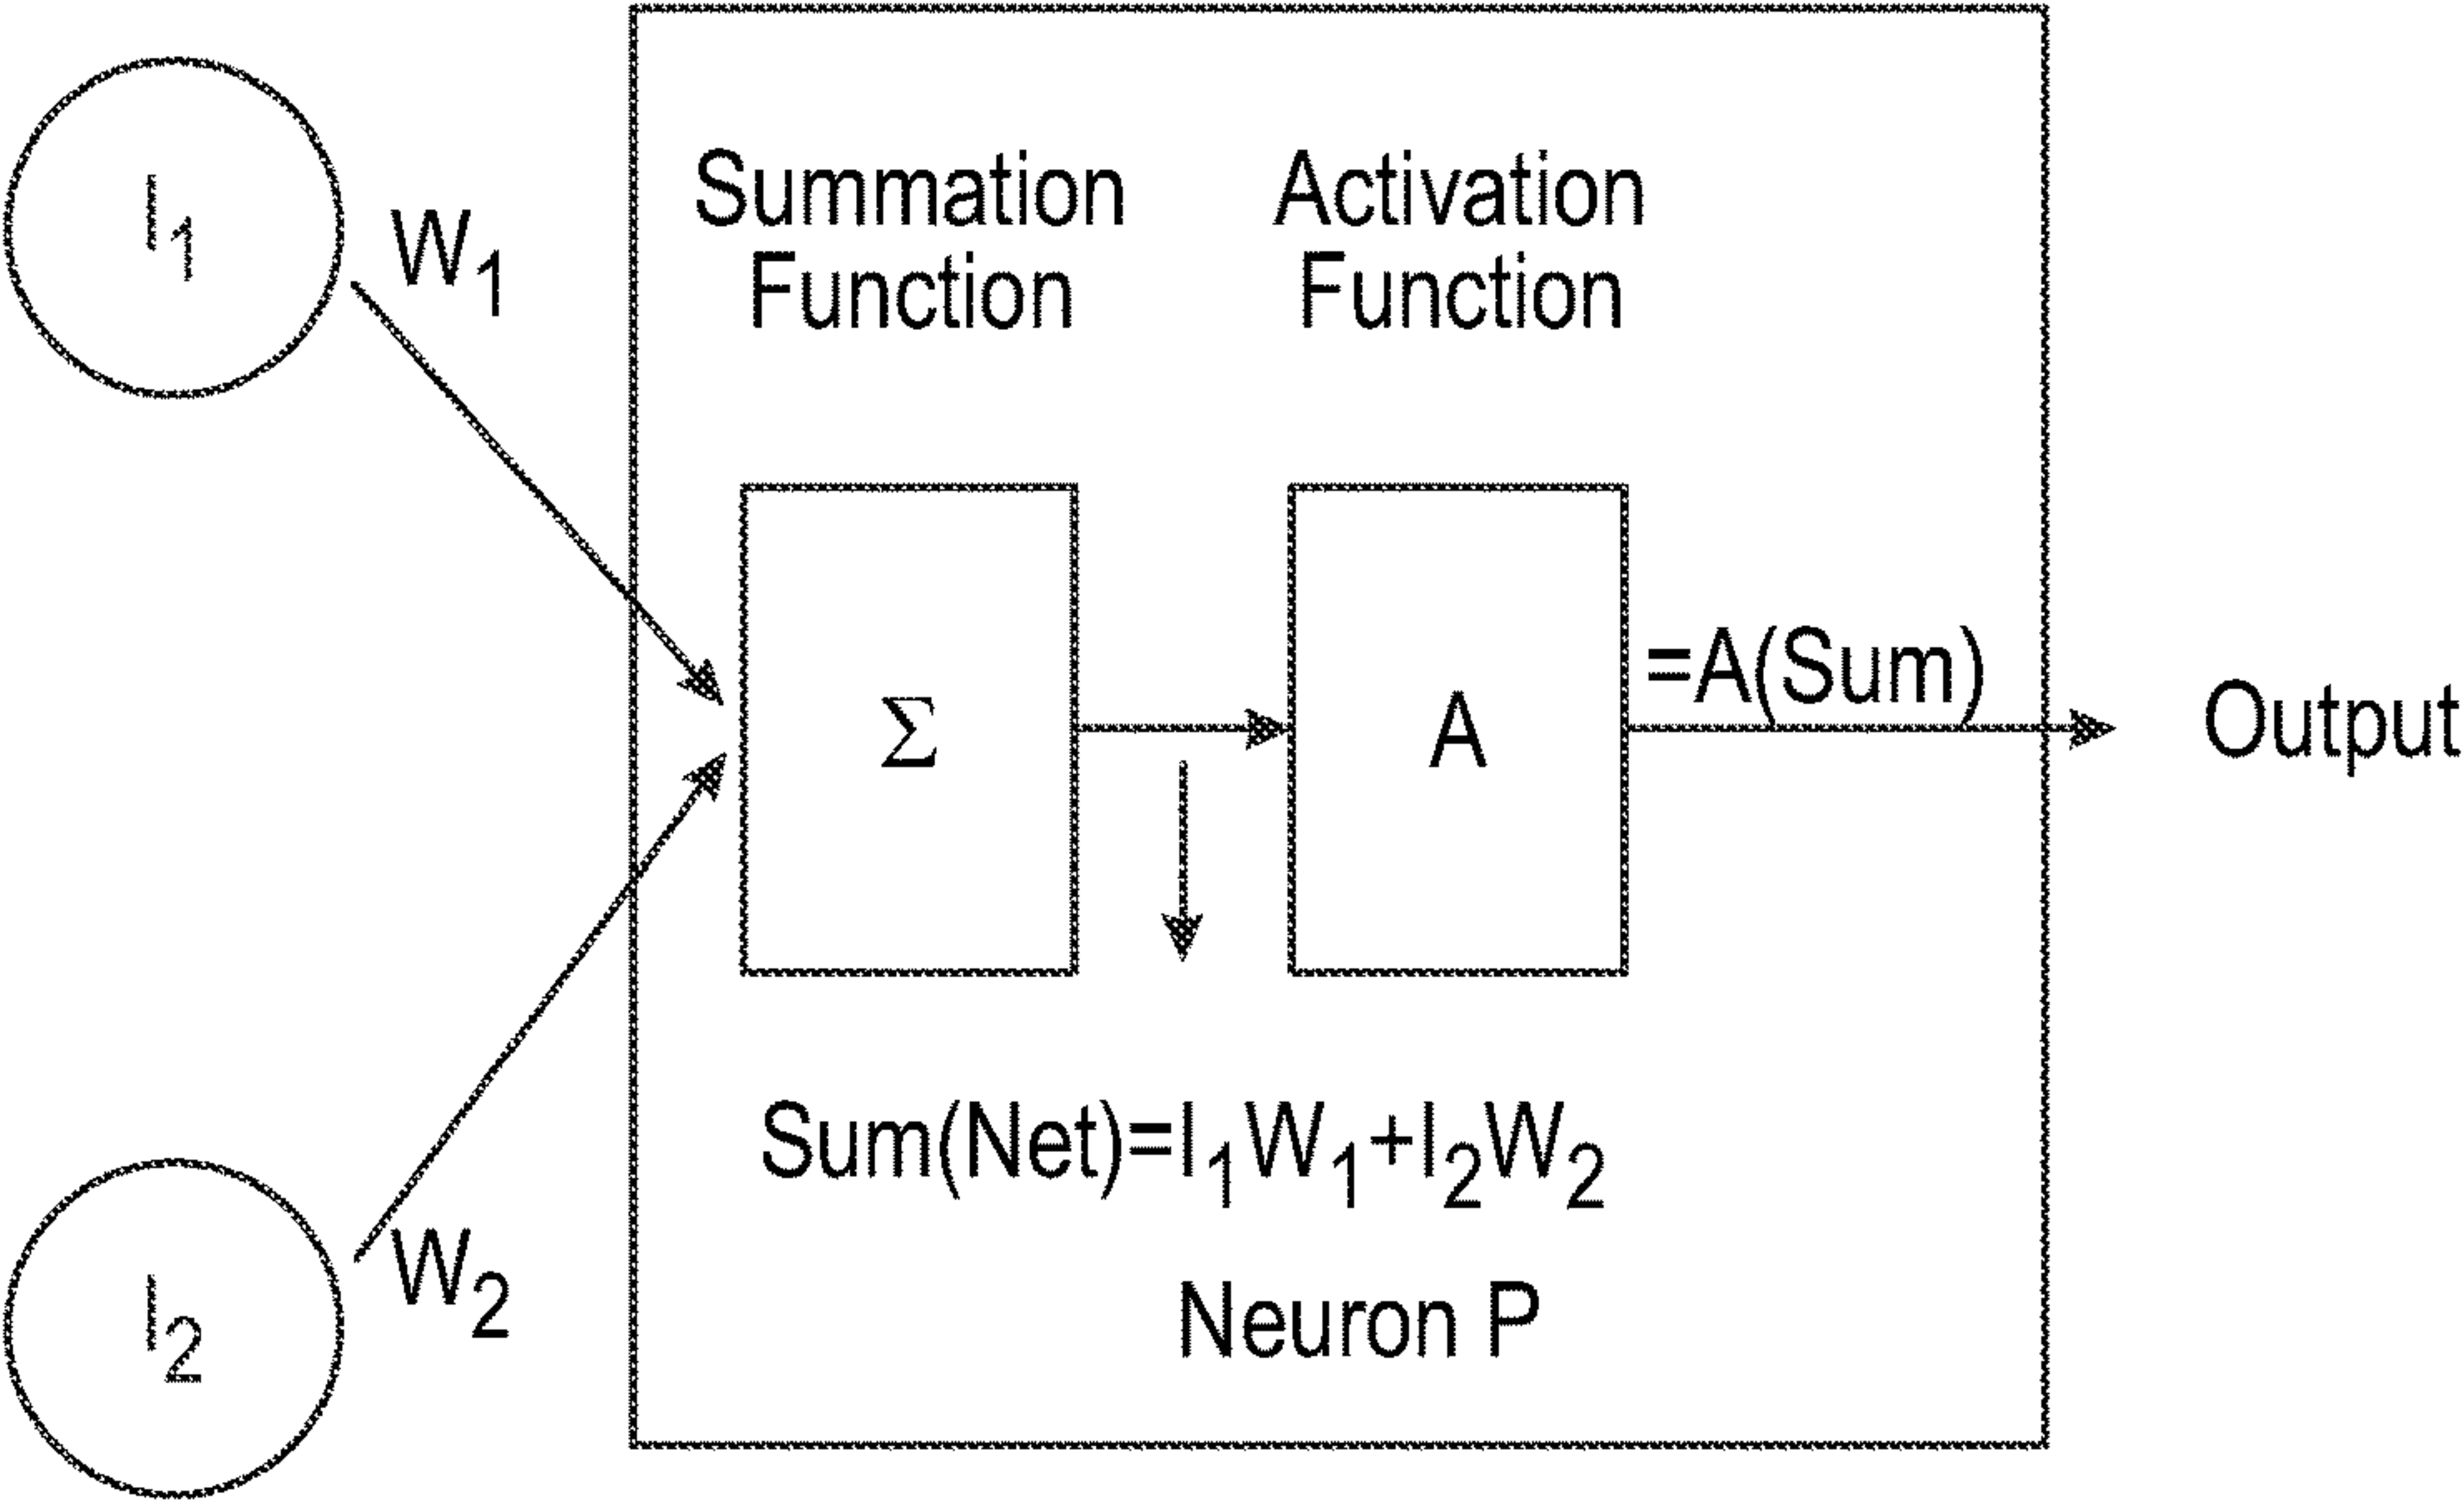 I1
W1
Summation
Function
Activation
Function
Σ
A
=A(Sum)
Output
Sum(Net)=I1W1+I2W2
I2
W2
Neuron P